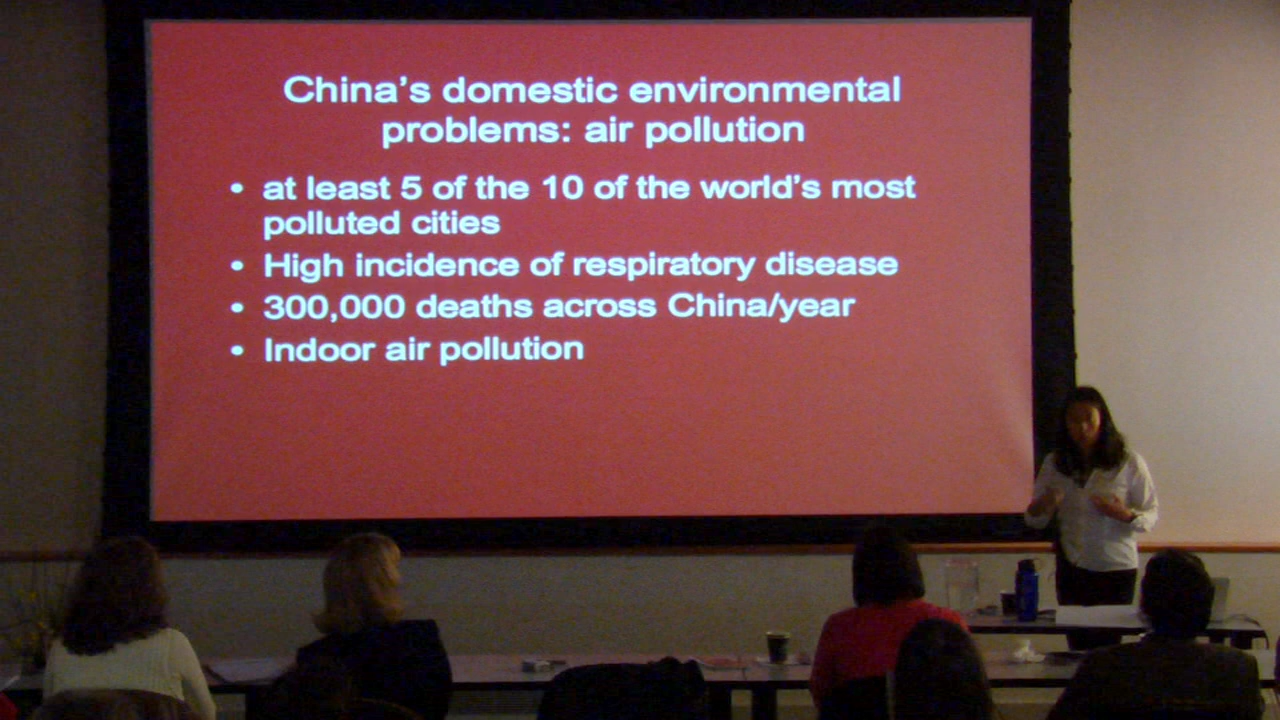 China’s domestic environmental
problems: air pollution
• at least 5 of the 10 of the world’s most
polluted cities
• High incidence of respiratory disease
• 300,000 deaths across China/year
• Indoor air pollution